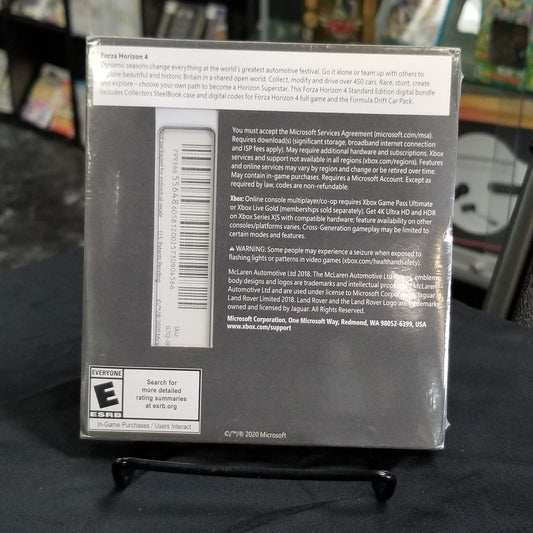 Forza Horizon 4
Dynamic seasons change everything at the world's greatest automotive festival. Go it alone or team up with others to
explore beautiful and historic Britain in a shared open world. Collect, modify and drive over 450 cars. Race, stunt, create
and explore – choose your own path to become a Horizon Superstar. This Forza Horizon 4 Standard Edition digital bundle
includes Collectors SteelBook case and digital codes for Forza Horizon 4 full game and the Formula Drift Car Pack.
You must accept the Microsoft Services Agreement (microsoft.com/msa).
Requires download(s) (significant storage, broadband internet connection
and ISP fees apply). May require additional hardware and subscriptions. Xbox
services and support not available in all regions (xbox.com/regions). Features
and online services may vary by region and change or be retired over time.
May contain in-game purchases. Requires a Microsoft Account. Except as
required by law, codes are non-refundable.
Xbox: Online console multiplayer/co-op requires Xbox Game Pass Ultimate
or Xbox Live Gold (memberships sold separately). Get 4K Ultra HD and HDR
on Xbox Series X|S with compatible hardware; feature availability on other
consoles/platforms varies. Cross-Generation gameplay may be limited to
certain modes and features.
WARNING: Some people may experience a seizure when exposed to
flashing lights or patterns in video games (xbox.com/healthandsafety)
McLaren Automotive Ltd 2018. The McLaren Automotive Ltd names, emblems,
body designs and logos are trademarks and intellectual property of McLaren
Automotive Ltd and are used under license to Microsoft. Jaguar
Land Rover Limited 2018. Land Rover and the Land Rover Logo are trademarks
owned and licensed by Jaguar. All Rights Reserved.
Microsoft Corporation, One Microsoft Way, Redmond, WA 98052-6399, USA
www.xbox.com/support
U.S. Patents Pending
SKU:
EVERYONE
E
ESRB
Search for
more detailed
rating summaries
at esrb.org
In-Game Purchases / Users Interact
©/™/® 2020 Microsoft